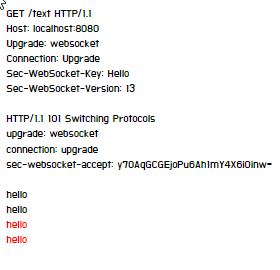 GET /text HTTP/1.1
Host: localhost:8080
Upgrade: websocket
Connection: Upgrade
Sec-WebSocket-Key: Hello
Sec-WebSocket-Version: 13
HTTP/1.1 101 Switching Protocols
upgrade: websocket
connection: upgrade
sec-websocket-accept: y70AqGCGEjoPu6Ah1mY4X6iOinw=
hello
hello
hello
hello